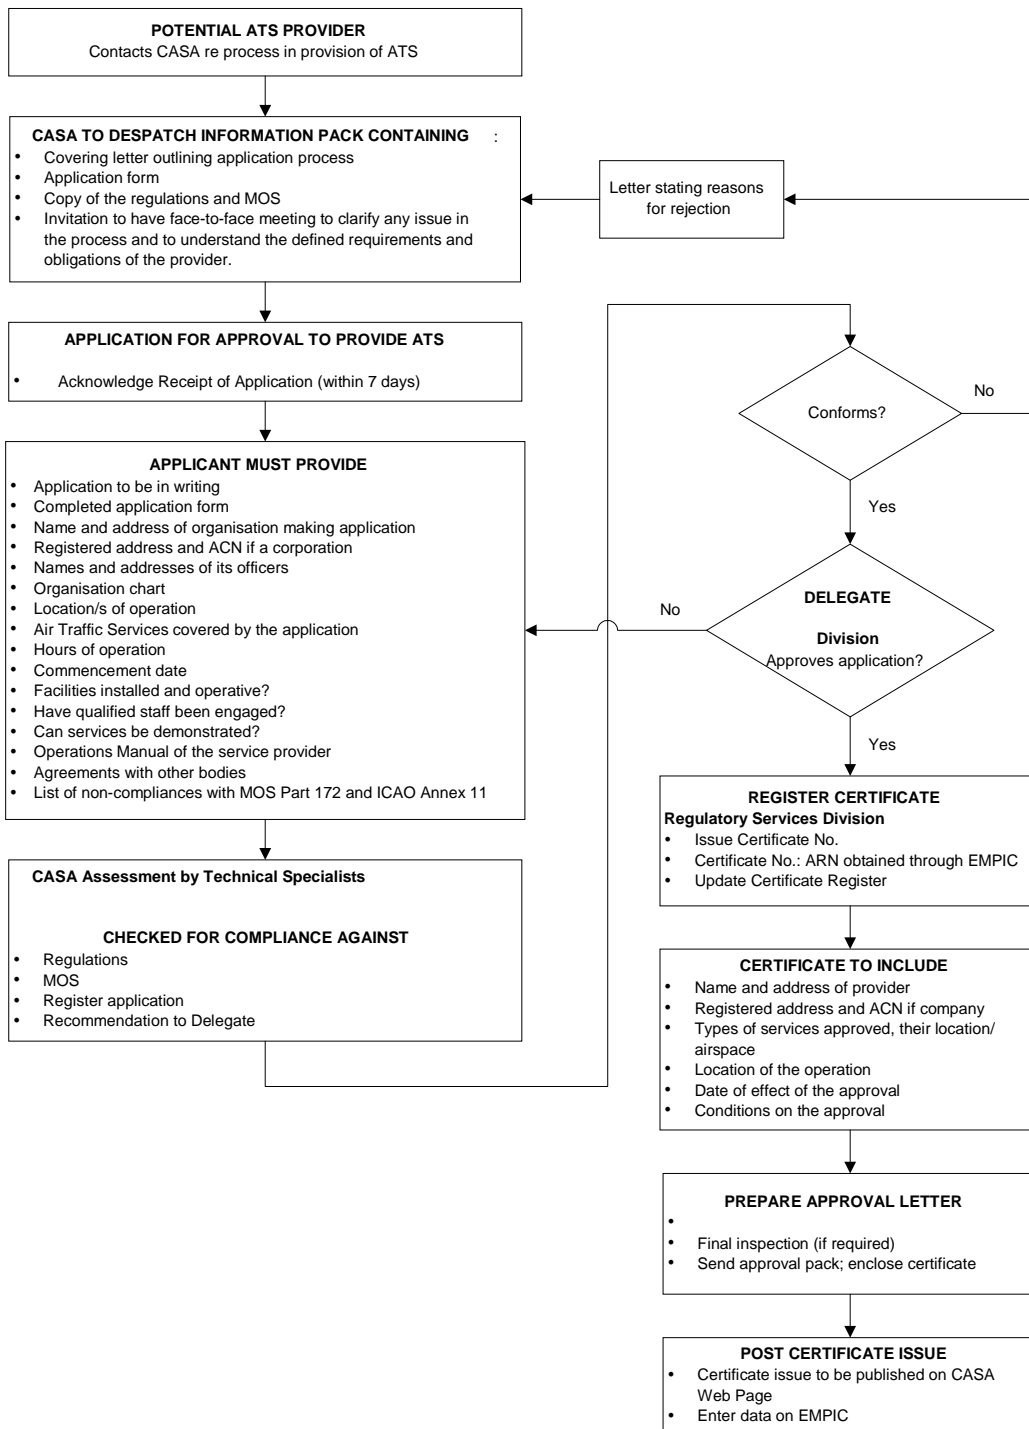 POTENTIAL ATS PROVIDER
Contacts CASA re process in provision of ATS
CASA TO DESPATCH INFORMATION PACK CONTAINING :
• Covering letter outlining application process
• Application form
• Copy of the regulations and MOS
• Invitation to have face-to-face meeting to clarify any issue in
the process and to understand the defined requirements and
obligations of the provider.
Letter stating reasons
for rejection
APPLICATION FOR APPROVAL TO PROVIDE ATS
• Acknowledge Receipt of Application (within 7 days)
APPLICANT MUST PROVIDE
• Application to be in writing
• Completed application form
• Name and address of organisation making application
• Registered address and ACN if a corporation
• Names and addresses of its officers
• Organisation chart
• Location/s of operation
• Air Traffic Services covered by the application
• Hours of operation
• Commencement date
• Facilities installed and operative?
• Have qualified staff been engaged?
• Can services be demonstrated?
• Operations Manual of the service provider
• Agreements with other bodies
• List of non-compliances with MOS Part 172 and ICAO Annex 11
CASA Assessment by Technical Specialists
CHECKED FOR COMPLIANCE AGAINST
• Regulations
• MOS
• Register application
• Recommendation to Delegate
Conforms?
No
Yes
DELEGATE
Division
Approves application?
No
Yes
REGISTER CERTIFICATE
Regulatory Services Division
• Issue Certificate No.
• Certificate No.: ARN obtained through EMPIC
• Update Certificate Register
CERTIFICATE TO INCLUDE
• Name and address of provider
• Registered address and ACN if company
• Types of services approved, their location/
airspace
• Location of the operation
• Date of effect of the approval
• Conditions on the approval
PREPARE APPROVAL LETTER
•
• Final inspection (if required)
• Send approval pack; enclose certificate
POST CERTIFICATE ISSUE
• Certificate issue to be published on CASA
Web Page
• Enter data on EMPIC